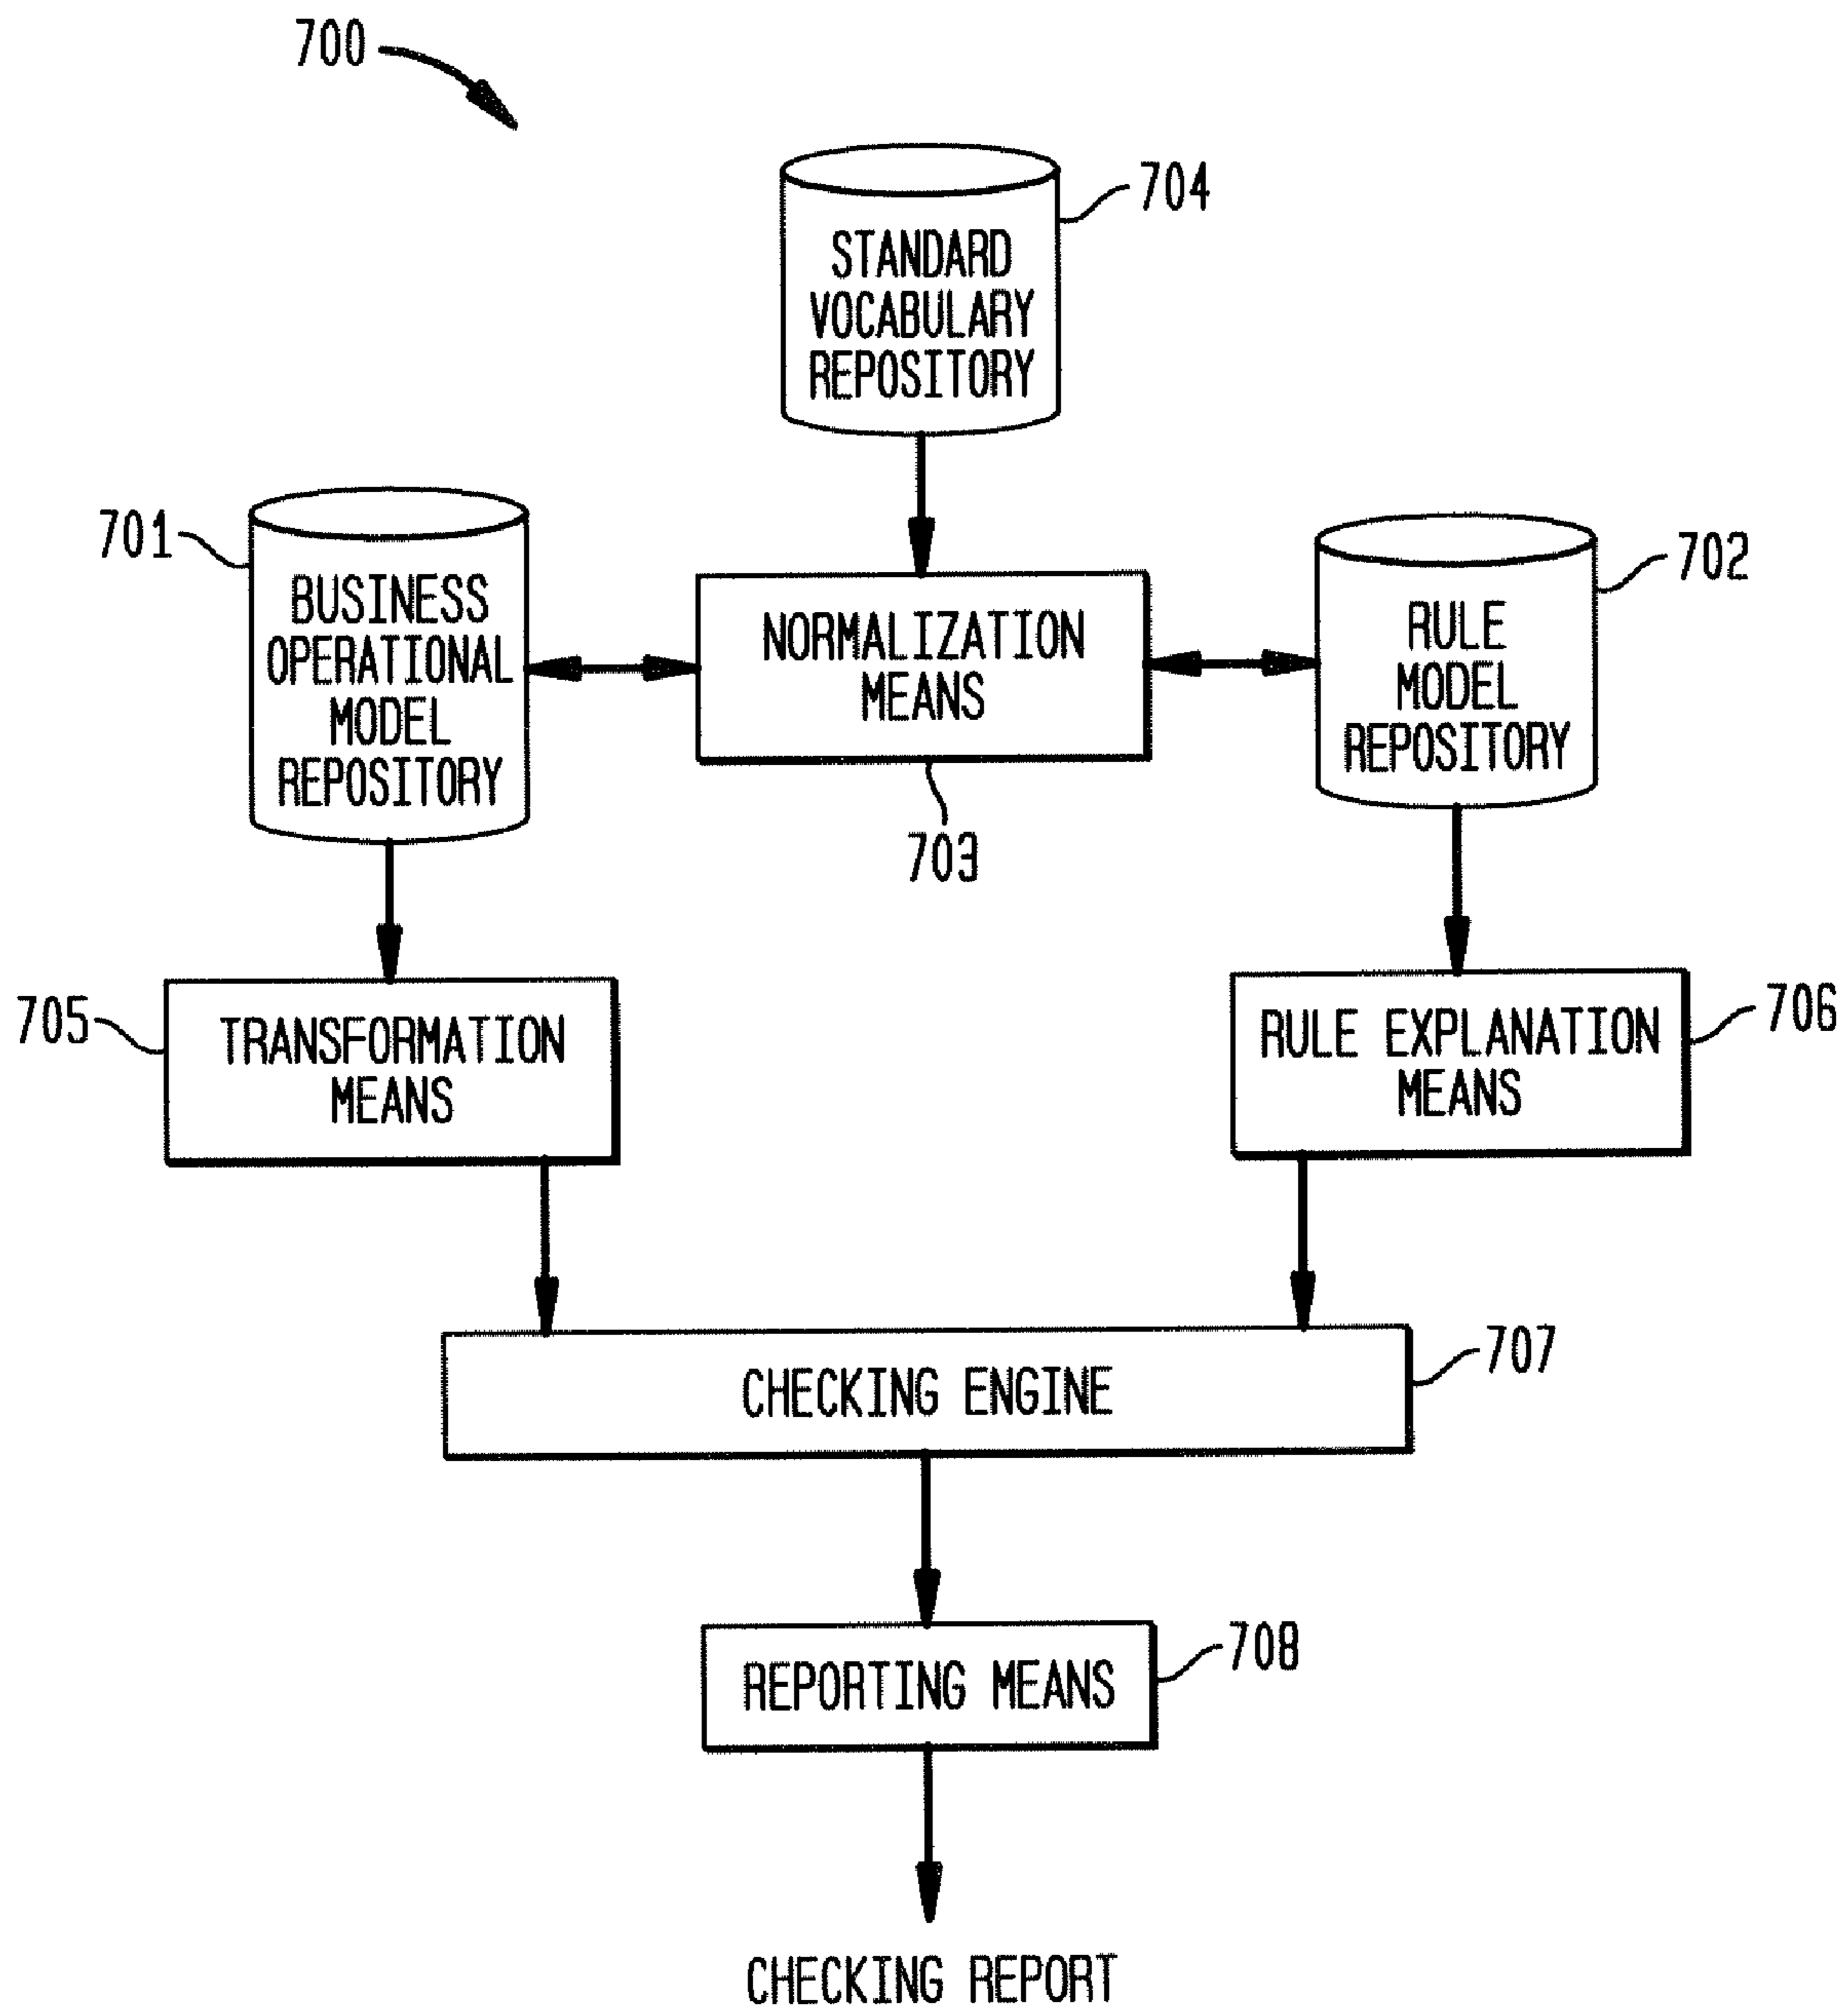 700
704
STANDARD
VOCABULARY
REPOSITORY
701
BUSINESS
OPERATIONAL
MODEL
REPOSITORY
NORMALIZATION
MEANS
703
702
RULE
MODEL
REPOSITORY
705
TRANSFORMATION
MEANS
706
RULE EXPLANATION
MEANS
707
CHECKING ENGINE
708
REPORTING MEANS
CHECKING REPORT